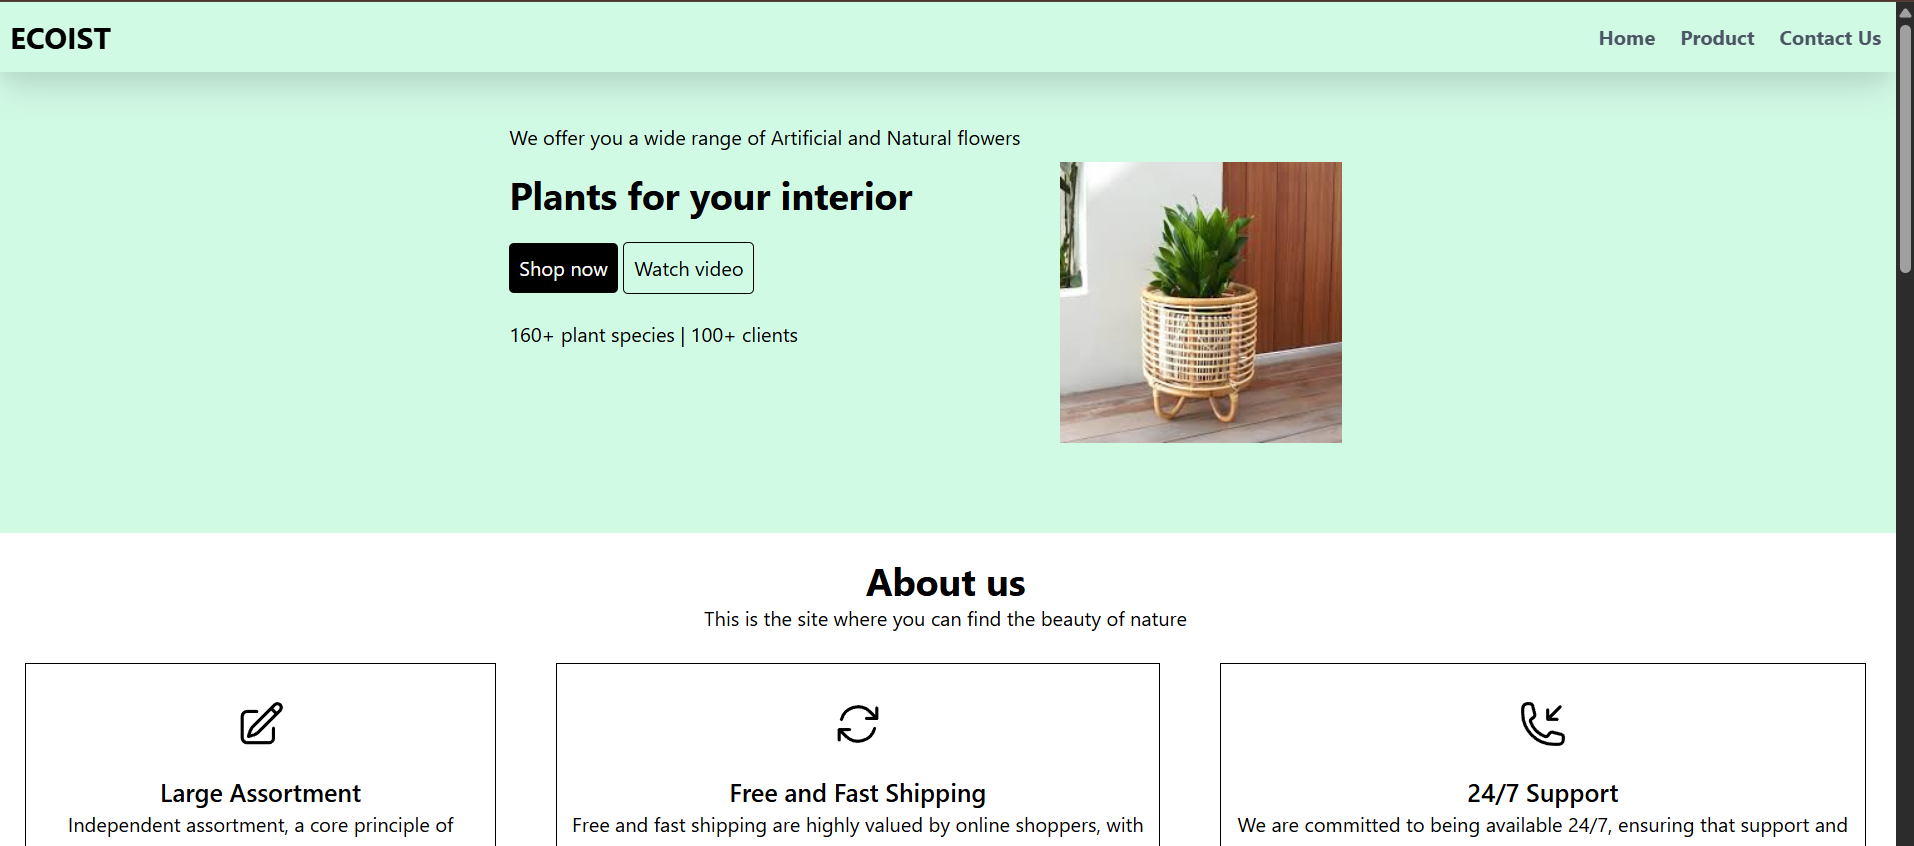 ECOIST
Home Product Contact Us
We offer you a wide range of Artificial and Natural flowers
Plants for your interior
Shop now Watch video
160+ plant species | 100+ clients
About us
This is the site where you can find the beauty of nature
Large Assortment
Independent assortment, a core principle of
Free and Fast Shipping
Free and fast shipping are highly valued by online shoppers, with
24/7 Support
We are committed to being available 24/7, ensuring that support and